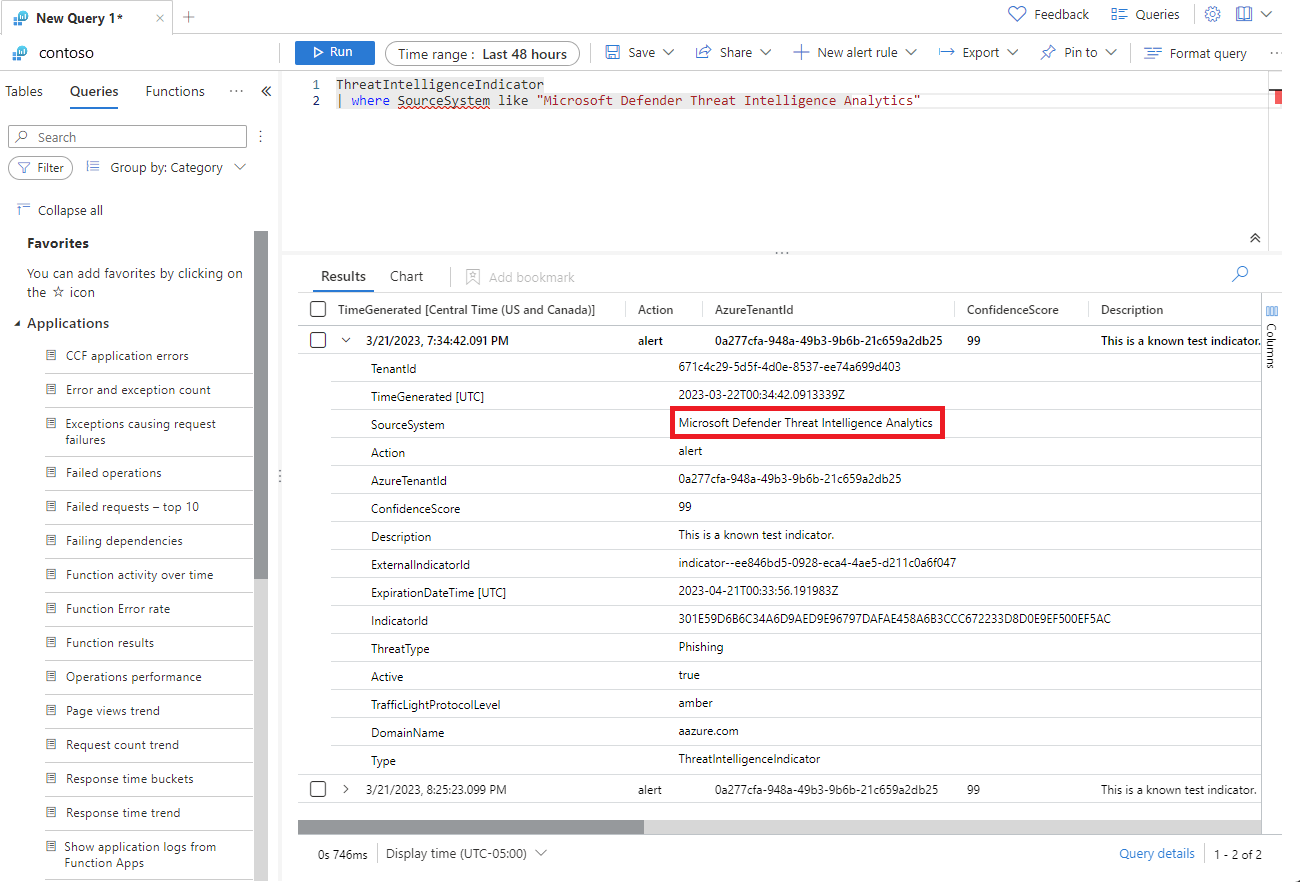 New Query 1*
Feedback
Queries
contoso
Run
Time range : Last 48 hours
Save
Share
New alert rule
Export
Pin to
Format query
Tables
Queries
Functions
1 ThreatIntelligenceIndicator
2 | where SourceSystem like "Microsoft Defender Threat Intelligence Analytics"
Search
Filter
Group by: Category
Collapse all
Favorites
You can add favorites by clicking on
the ☆ icon
Applications
CCF application errors
Error and exception count
Exceptions causing request
failures
Failed operations
Failed requests – top 10
Failing dependencies
Function activity over time
Function Error rate
Function results
Operations performance
Page views trend
Request count trend
Response time buckets
Response time trend
Show application logs from
Function Apps
Results
Chart
Add bookmark
TimeGenerated [Central Time (US and Canada)] Action AzureTenantId ConfidenceScore Description
3/21/2023, 7:34:42.091 PM alert 0a277cfa-948a-49b3-9b6b-21c659a2db25 99 This is a known test indicator.
TenantId 671c4c29-5d5f-4d0e-8537-ee74a699d403
TimeGenerated [UTC] 2023-03-22T00:34:42.0913339Z
SourceSystem Microsoft Defender Threat Intelligence Analytics
Action alert
AzureTenantId 0a277cfa-948a-49b3-9b6b-21c659a2db25
ConfidenceScore 99
Description This is a known test indicator.
ExternalIndicatorId indicator--ee846bd5-0928-eca4-4ae5-d211c0a6f047
ExpirationDateTime [UTC] 2023-04-21T00:33:56.191983Z
IndicatorId 301E59D6B6C34A6D9AED9E96797DAFAE458A6B3CCC672233D8D0E9EF500EF5AC
ThreatType Phishing
Active true
TrafficLightProtocolLevel amber
DomainName aazure.com
Type ThreatIntelligenceIndicator
3/21/2023, 8:25:23.099 PM alert 0a277cfa-948a-49b3-9b6b-21c659a2db25 99 This is a known test indicator.
Columns
0s 746ms
Display time (UTC-05:00)
Query details
1 - 2 of 2